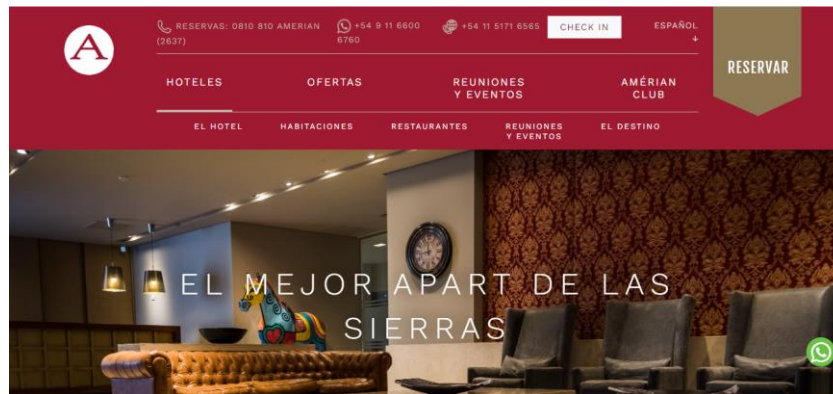 A
RESERVAS: 0810 810 AMERIAN
(2637)
+54 9 11 6600
6760
+54 11 5171 6565
CHECK IN
ESPAÑOL
RESERVAR
HOTELES
OFERTAS
REUNIONES
Y EVENTOS
AMÉRIAN
CLUB
EL HOTEL
HABITACIONES
RESTAURANTES
REUNIONES
Y EVENTOS
EL DESTINO
EL MEJOR APART DE LAS
SIERRAS